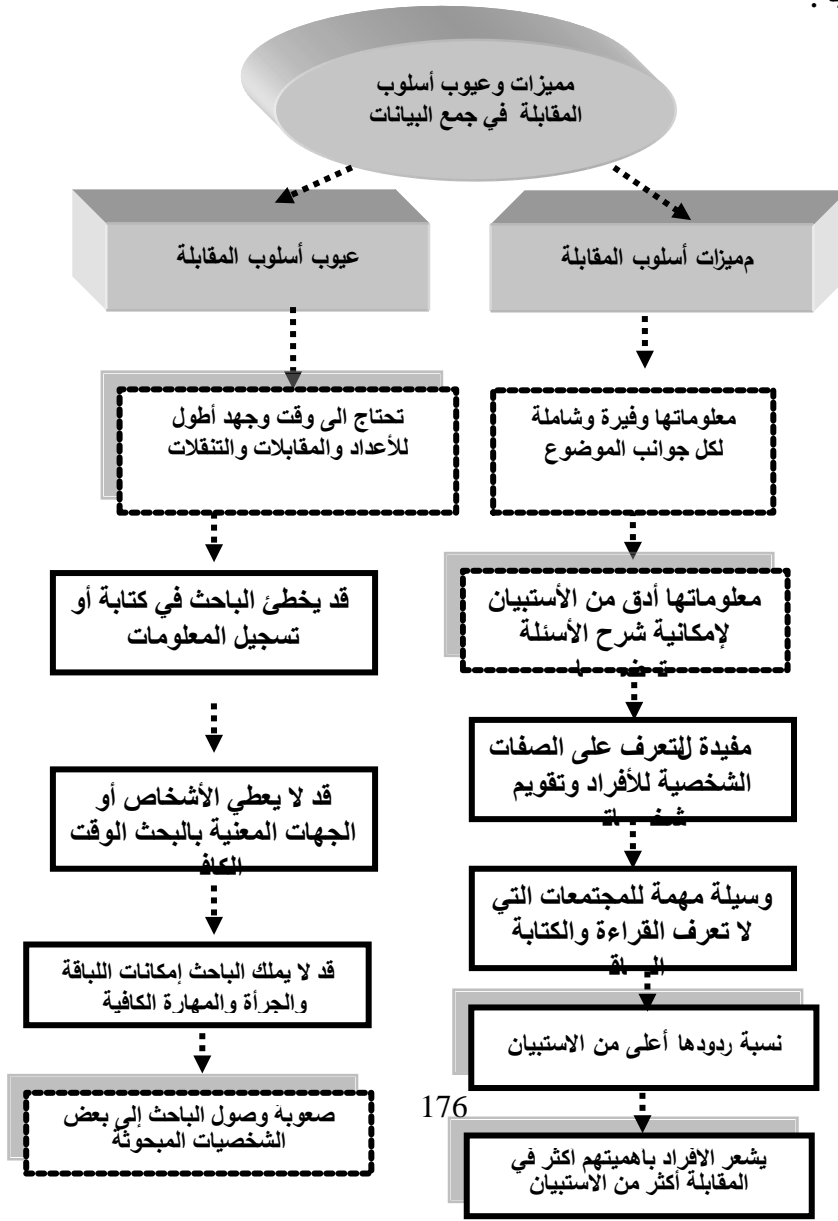 مميزات وعيوب أسلوب
المقابلة في جمع البيانات
مميزات أسلوب المقابلة
معلوماتها وفيرة وشاملة
لكل جوانب الموضوع
معلوماتها أدق من الأستبيان
لإمكانية شرح الأسئلة
مفيدة للتعرف على الصفات
الشخصية للأفراد وتقويم
وسيلة مهمة للمجتمعات التي
لا تعرف القراءة والكتابة
نسبة ردودها أعلى من الاستبيان
يشعر الافراد باهميتهم اكثر في
المقابلة أكثر من الاستبيان
عيوب أسلوب المقابلة
تحتاج الى وقت وجهد أطول
للأعداد والمقابلات والتنقلات
قد يخطئ الباحث في كتابة أو
تسجيل المعلومات
قد لا يعطي الأشخاص أو
الجهات المعنية بالبحث الوقت
قد لا يملك الباحث إمكانات اللباقة
والجرأة والمهارة الكافية
صعوبة وصول الباحث إلى بعض
الشخصيات المبحوثة
176